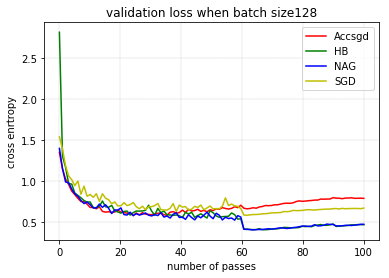 validation loss when batch size128
Accsgd
HB
NAG
SGD
cross enrtropy
2.5
2.0
1.5
1.0
0.5
0
20
40
60
80
100
number of passes